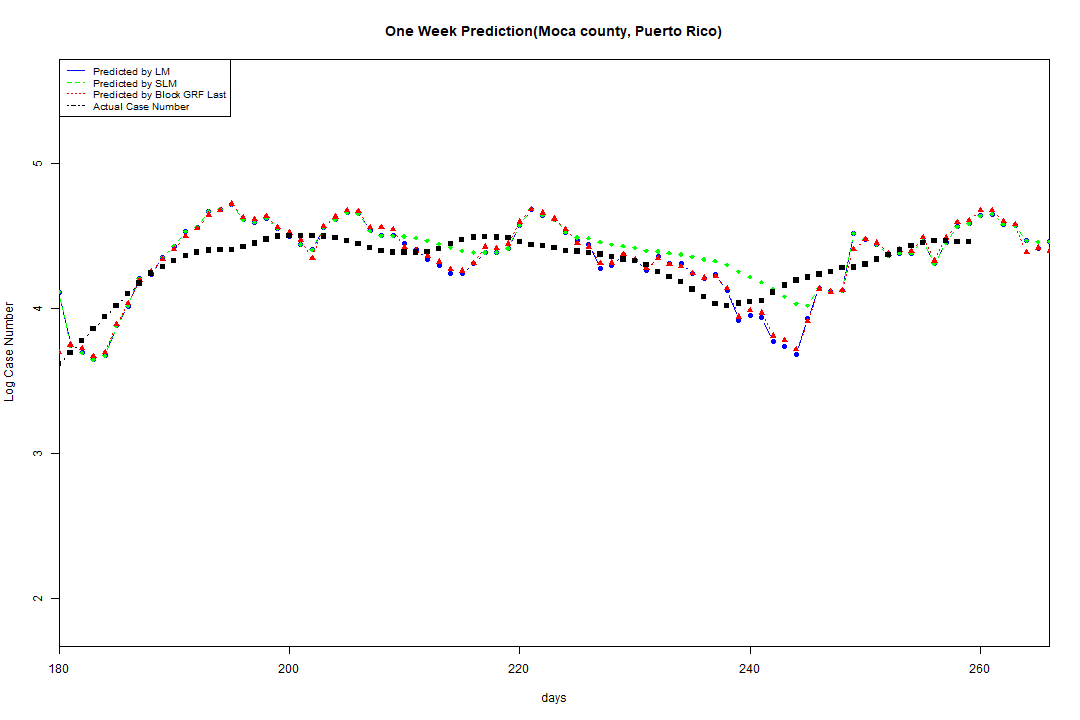 One Week Prediction(Moca county, Puerto Rico)
Predicted by LM
Predicted by SLM
Predicted by Block GRF Last
Actual Case Number
5
4
3
2
Log Case Number
180 200 220 240 260
days